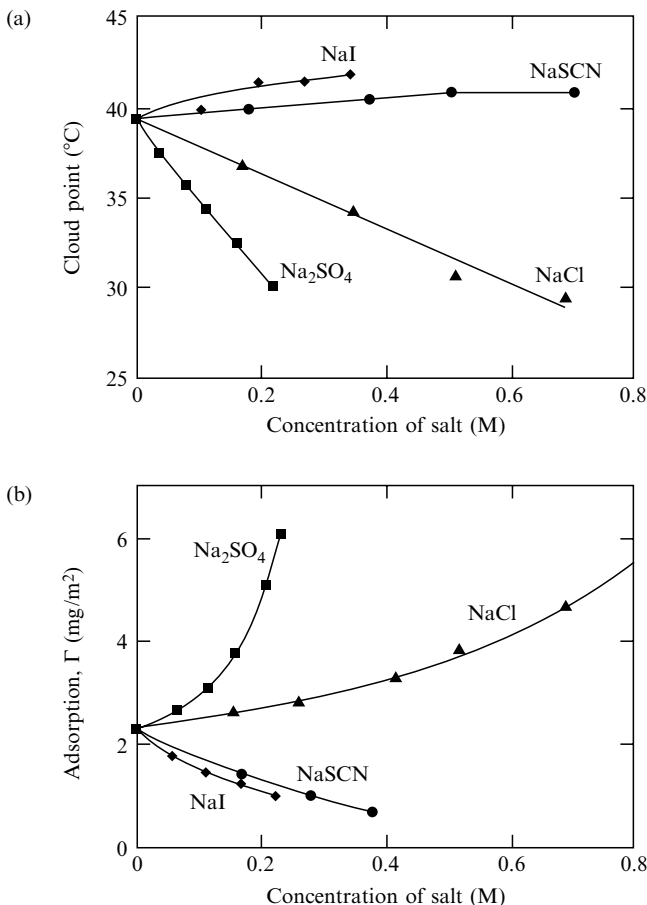 (a)
45
40
35
30
25
Cloud point (°C)
NaI
NaSCN
Na₂SO₄
NaCl
0
0.2
0.4
0.6
0.8
Concentration of salt (M)
(b)
6
4
2
0
Adsorption, Γ (mg/m²)
Na₂SO₄
NaCl
NaSCN
NaI
0
0.2
0.4
0.6
0.8
Concentration of salt (M)